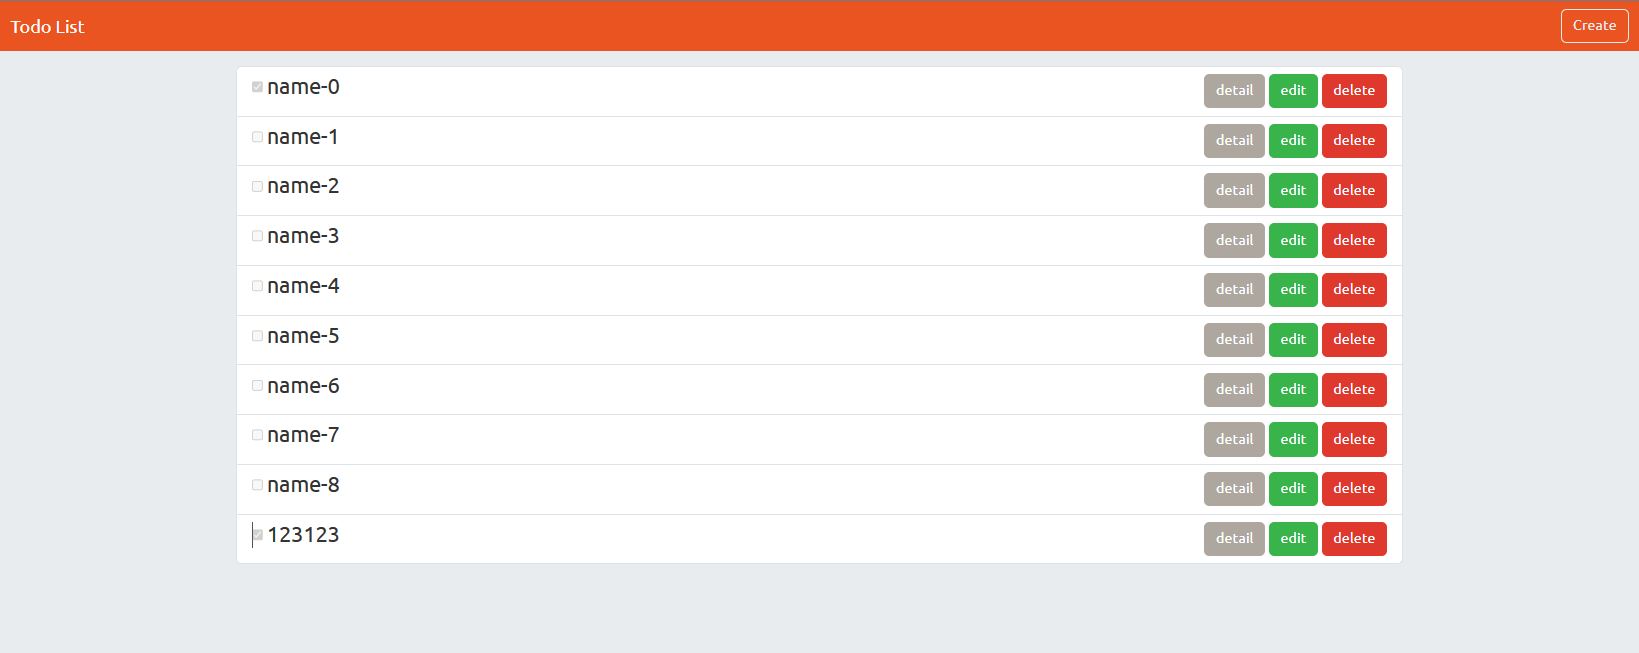 Todo List Create
name-0 detail edit delete
name-1 detail edit delete
name-2 detail edit delete
name-3 detail edit delete
name-4 detail edit delete
name-5 detail edit delete
name-6 detail edit delete
name-7 detail edit delete
name-8 detail edit delete
123123 detail edit delete